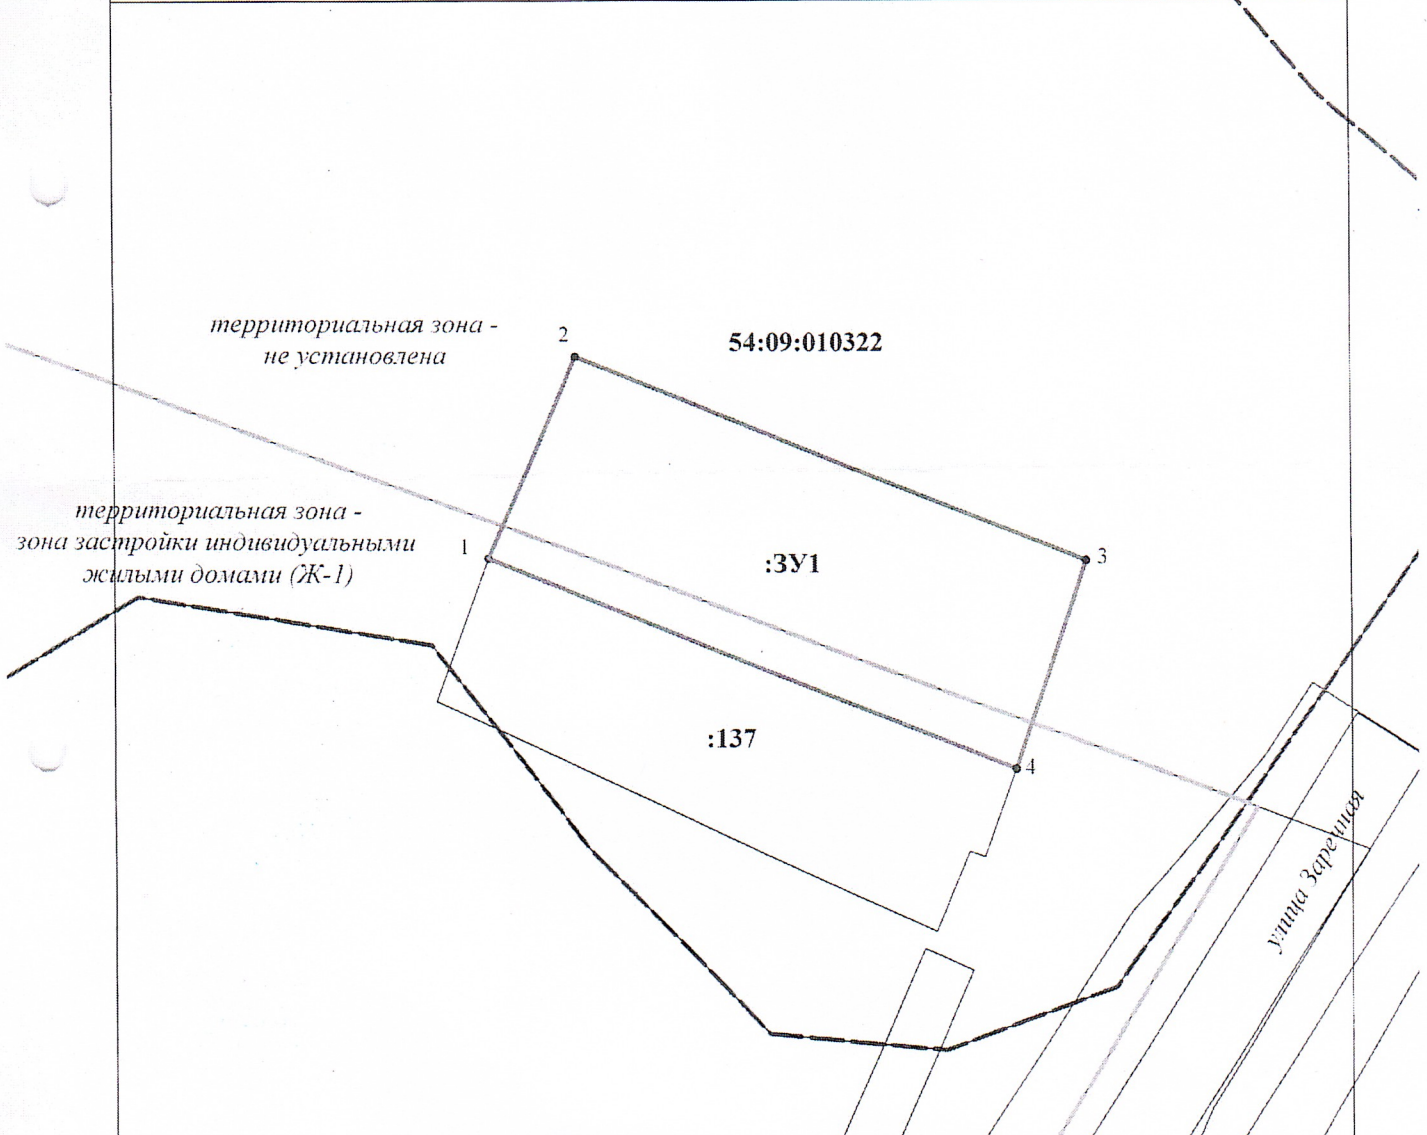 территориальная зона -
не установлена
2
54:09:010322
территориальная зона -
зона застройки индивидуальными
жилыми домами (Ж-1)
1
:ЗУ1
3
:137
4
улица Заречная